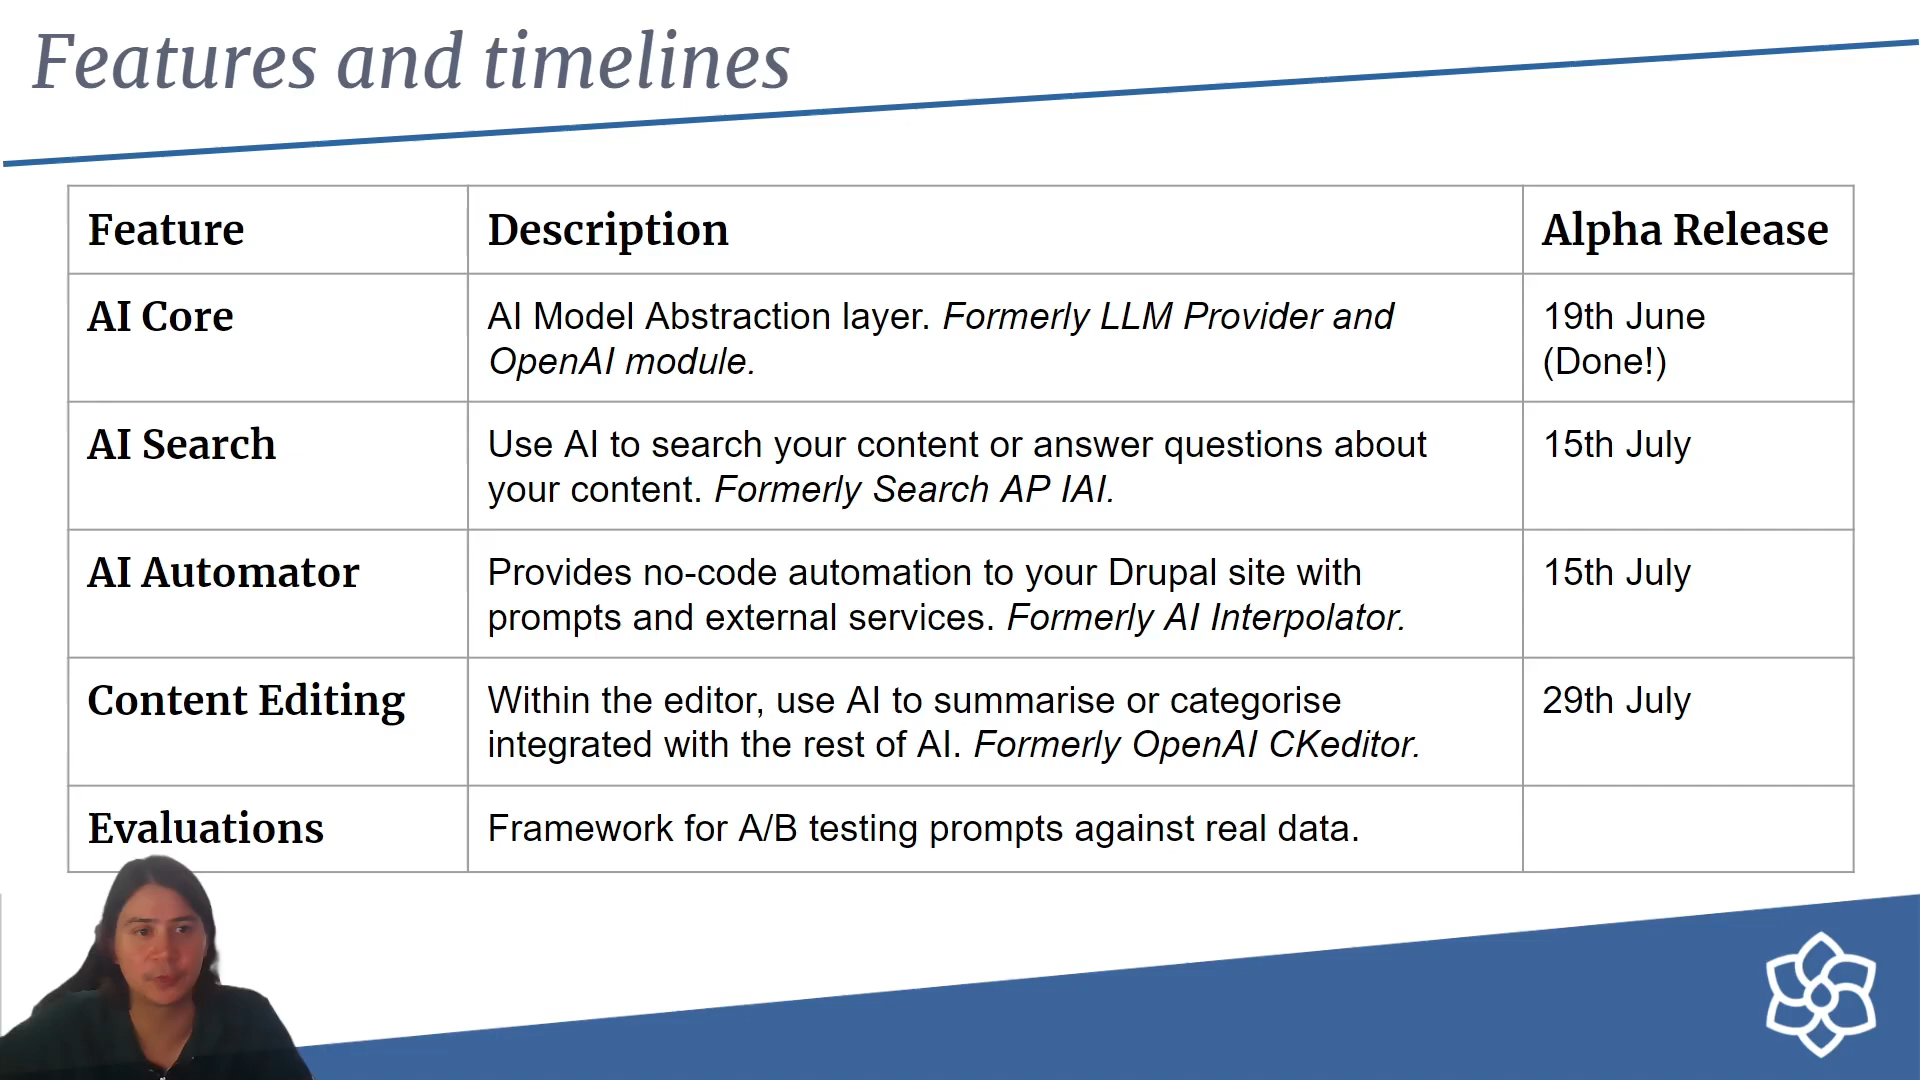 Features and timelines
Feature
Description
Alpha Release
AI Core
AI Model Abstraction layer. Formerly LLM Provider and
OpenAI module.
19th June
(Done!)
AI Search
Use AI to search your content or answer questions about
your content. Formerly Search AP IAI.
15th July
AI Automator
Provides no-code automation to your Drupal site with
prompts and external services. Formerly AI Interpolator.
15th July
Content Editing
Within the editor, use AI to summarise or categorise
integrated with the rest of AI. Formerly OpenAI CKeditor.
29th July
Evaluations
Framework for A/B testing prompts against real data.